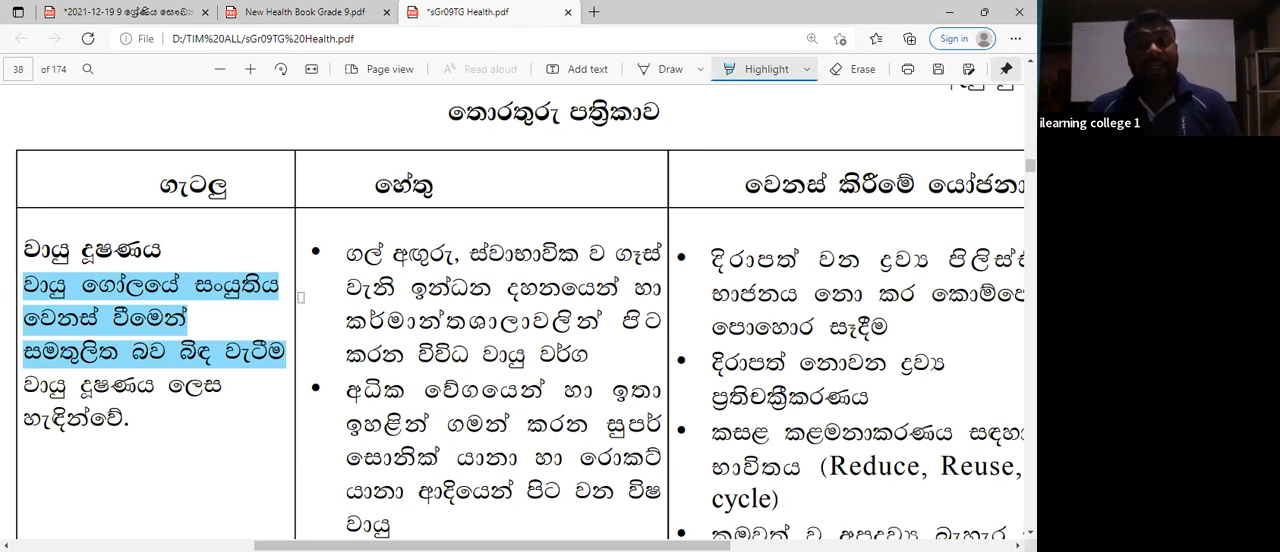 *2021-12-19 9 ශ්‍රේණිය සෞඛ්‍ය
New Health Book Grade 9.pdf
*sGr09TG Health.pdf
File
D:/TIM%20ALL/sGr09TG%20Health.pdf
Sign in
38 of 174
Page view
Read aloud
Add text
Draw
Highlight
Erase
ilearning college 1
තොරතුරු පත්‍රිකාව
ගැටලු
හේතු
වෙනස් කිරීමේ යෝජනා
වායු දූෂණය
වායු ගෝලයේ සංයුතිය
වෙනස් වීමෙන්
සමතුලිත බව බිඳ වැටීම
වායු දූෂණය ලෙස
හැඳින්වේ.
• ගල් අඟුරු, ස්වාභාවික ව ගෑස්
වැනි ඉන්ධන දහනයෙන් හා
කර්මාන්තශාලාවලින් පිට
කරන විවිධ වායු වර්ග
• අධික වේගයෙන් හා ඉතා
ඉහළින් ගමන් කරන සුපර්
සොනික් යානා හා රොකට්
යානා ආදියෙන් පිට වන විෂ
වායු
• දිරාපත් වන ද්‍රව්‍ය පිලිස්
භාජනය නො කර කොම්පෝ
පොහොර සෑදීම
• දිරාපත් නොවන ද්‍රව්‍ය
ප්‍රතිචක්‍රීකරණය
• කසළ කළමනාකරණය සඳහා
භාවිතය (Reduce, Reuse,
cycle)